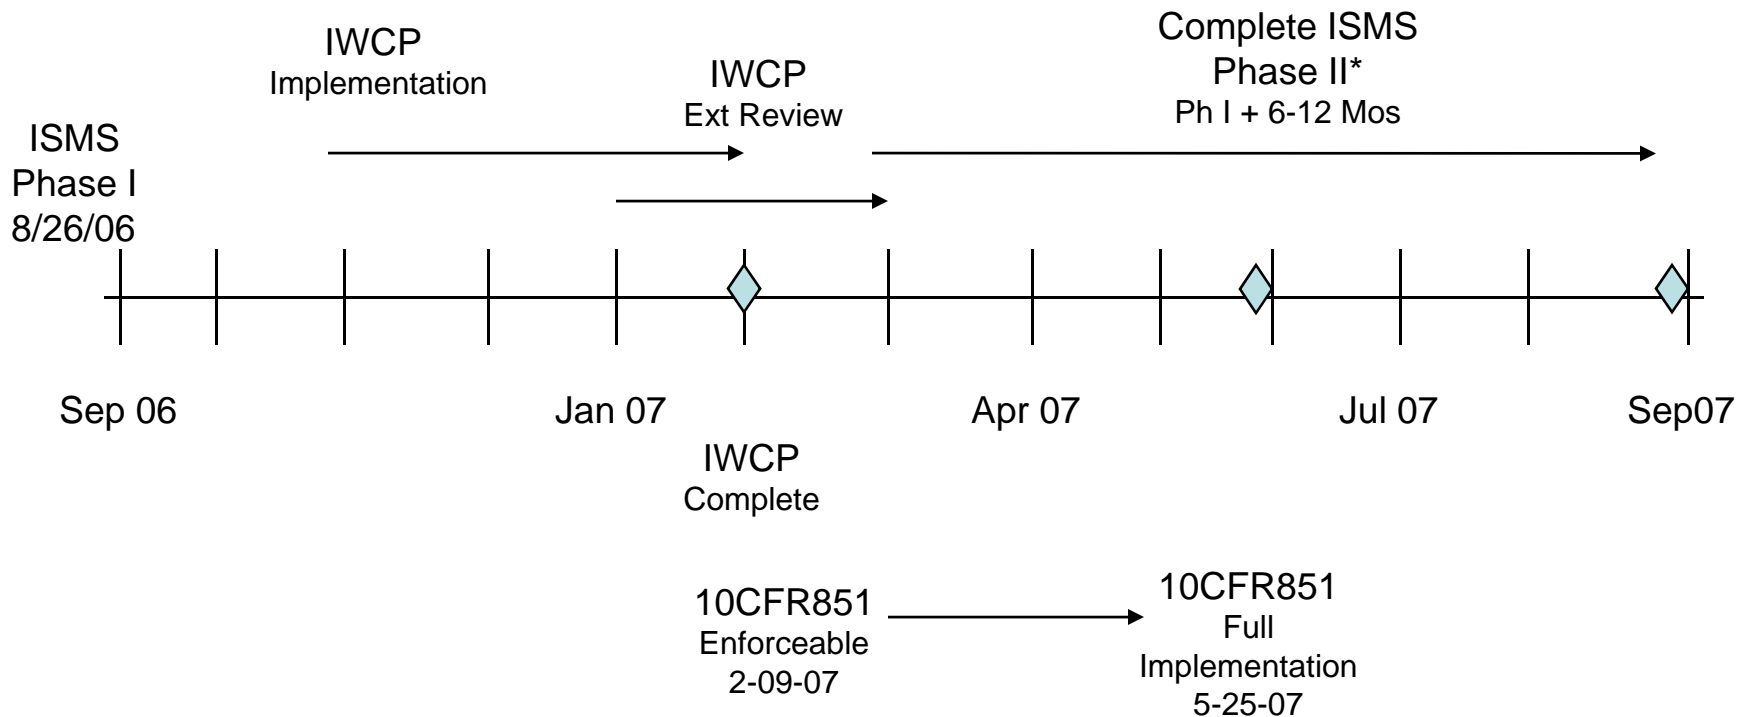 IWCP
Implementation
IWCP
Ext Review
Complete ISMS
Phase II*
Ph I + 6-12 Mos
ISMS
Phase I
8/26/06
Sep 06
Jan 07
Apr 07
Jul 07
Sep07
IWCP
Complete
10CFR851
Enforceable
2-09-07
10CFR851
Full
Implementation
5-25-07